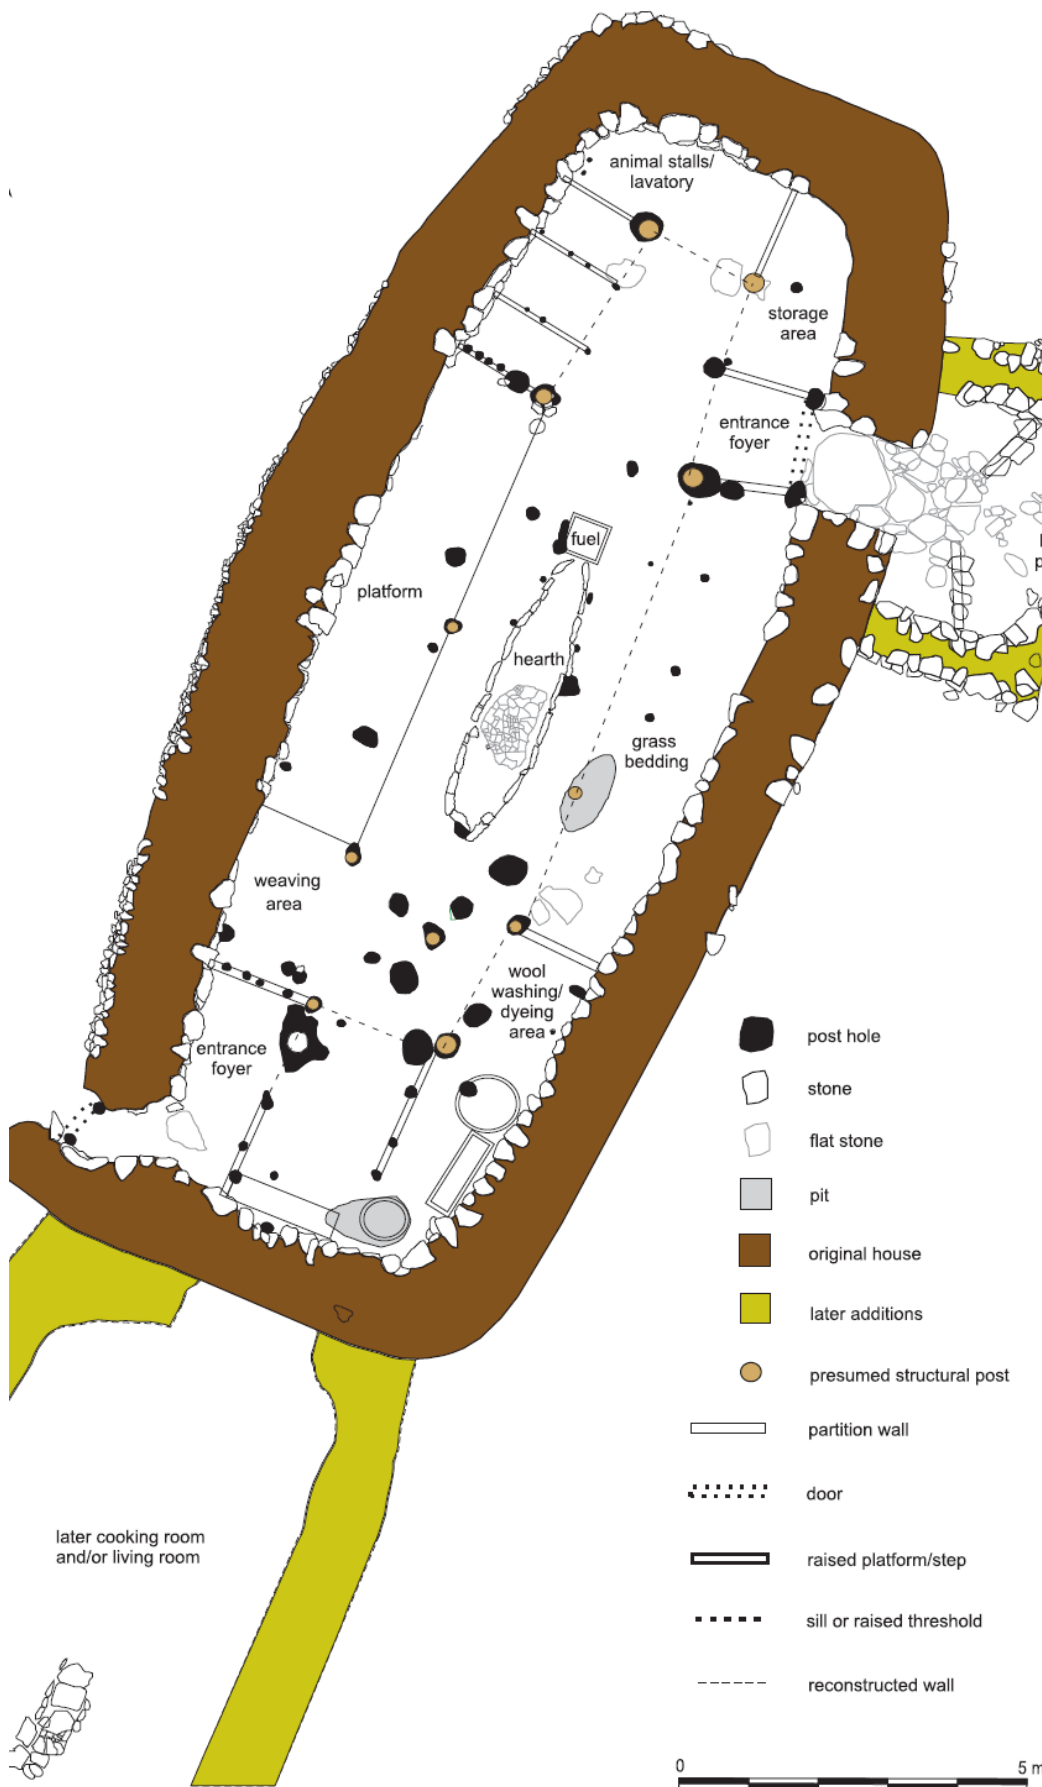 animal stalls/
lavatory
storage
area
entrance
foyer
fuel
platform
hearth
grass
bedding
weaving
area
wool
washing/
dyeing
area
entrance
foyer
p
post hole
stone
flat stone
pit
original house
later additions
presumed structural post
partition wall
door
raised platform/step
sill or raised threshold
reconstructed wall
later cooking room
and/or living room
0 5 m